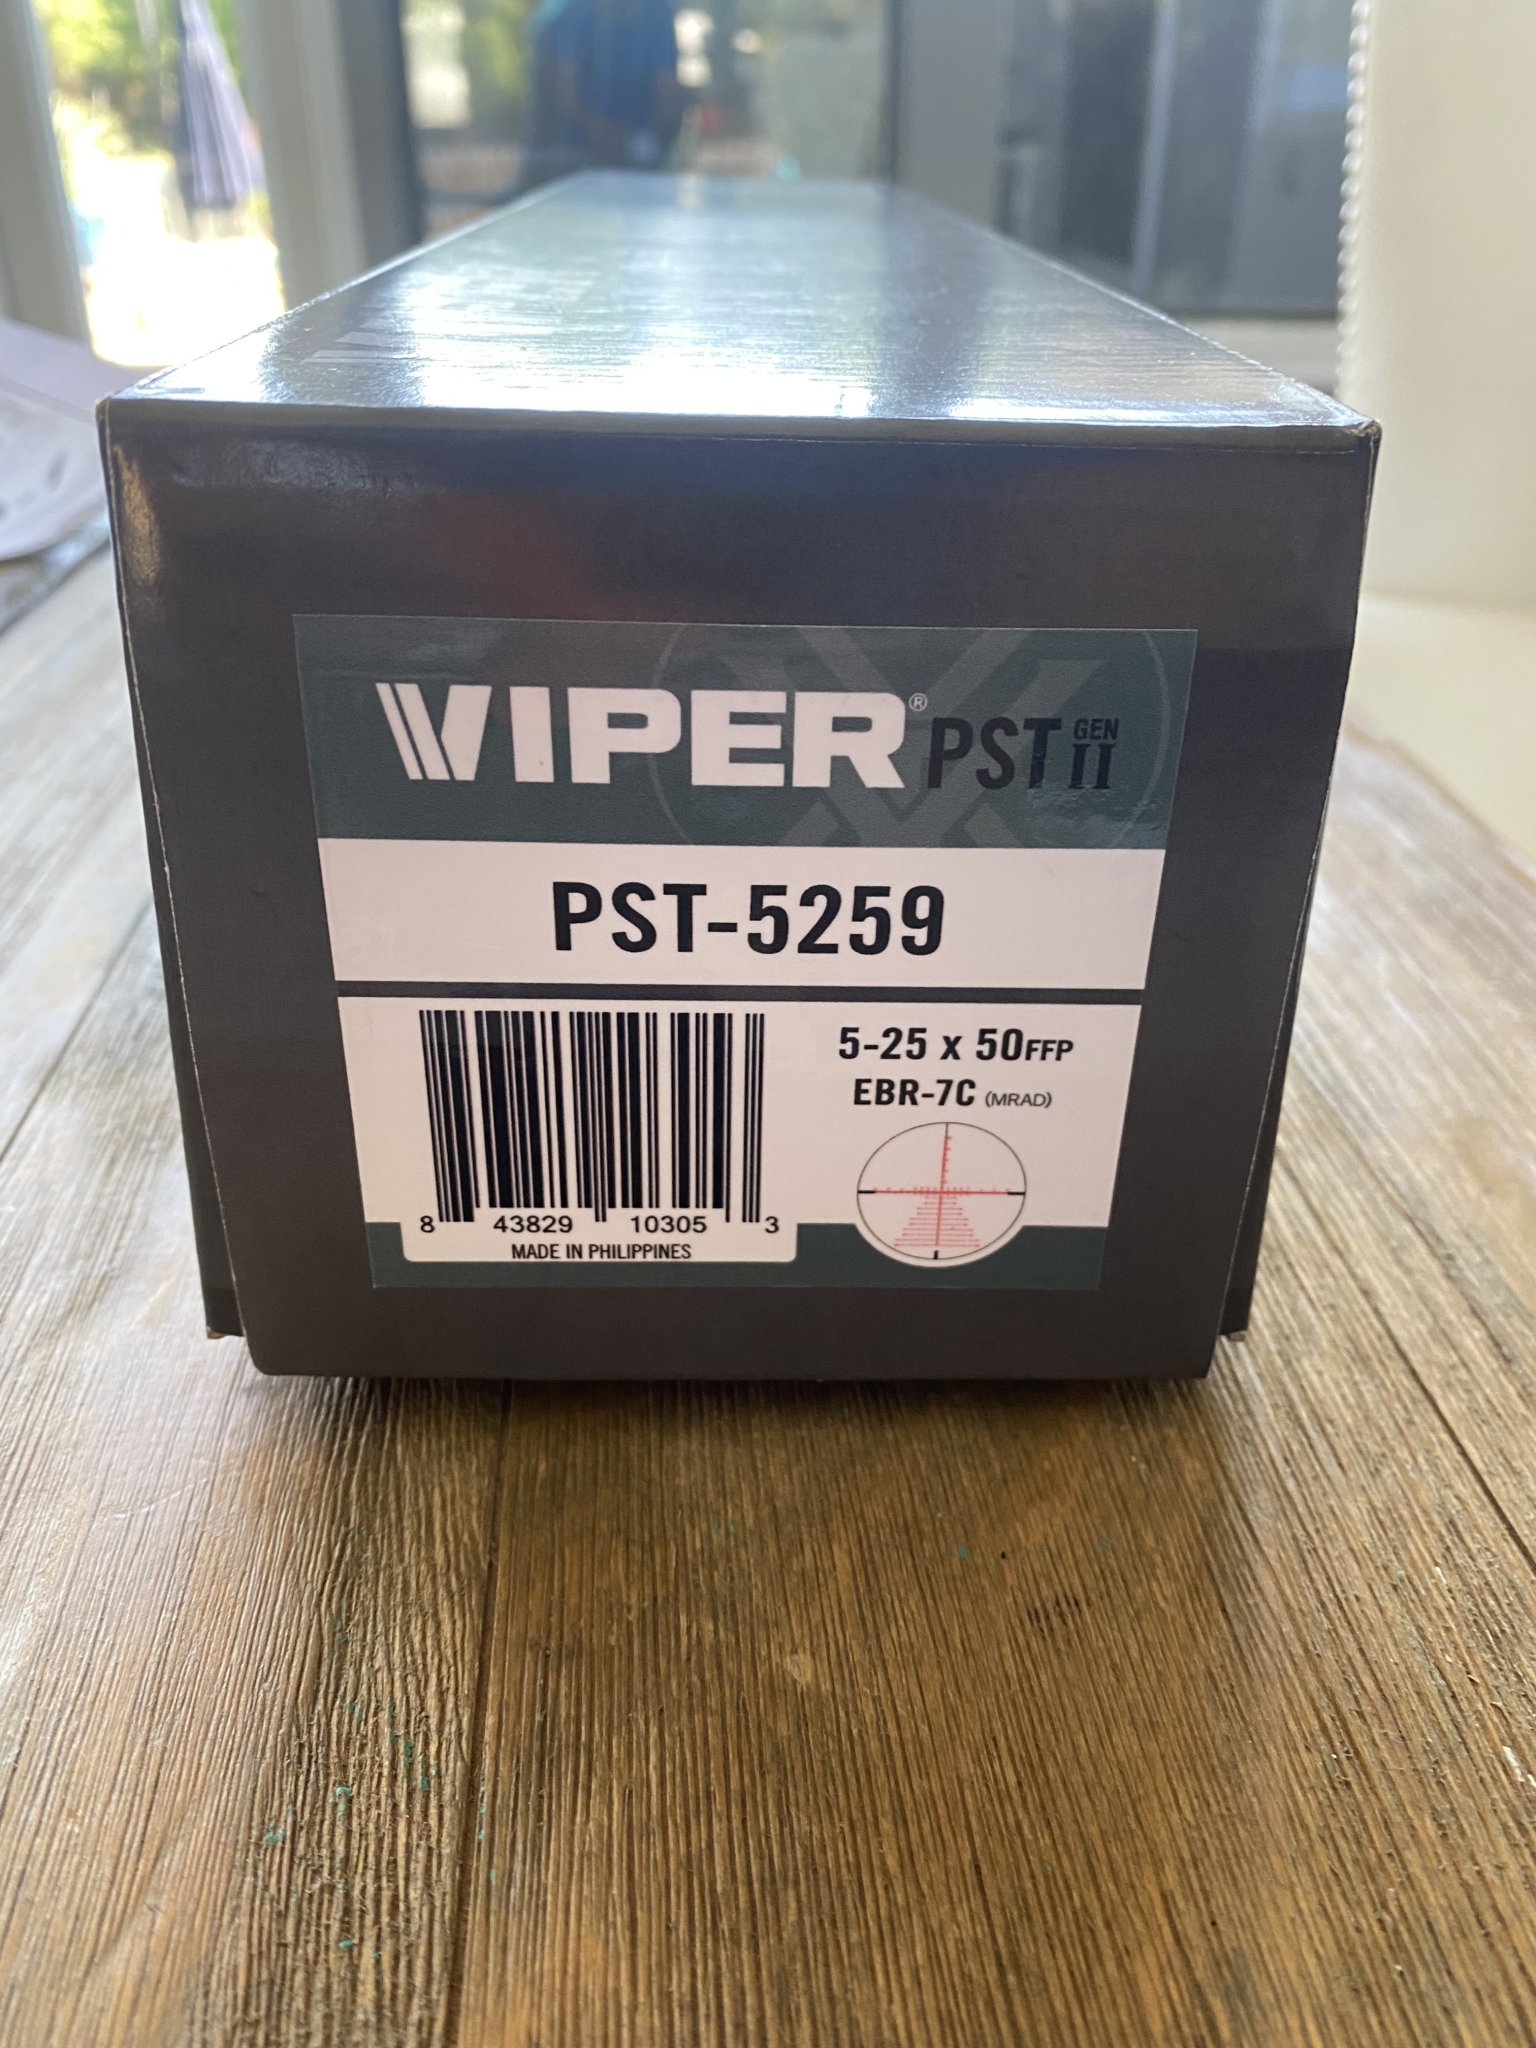 VIPER® PST GEN II
PST-5259
5-25 x 50FFP
EBR-7C (MRAD)
8 43829 10305 3
MADE IN PHILIPPINES